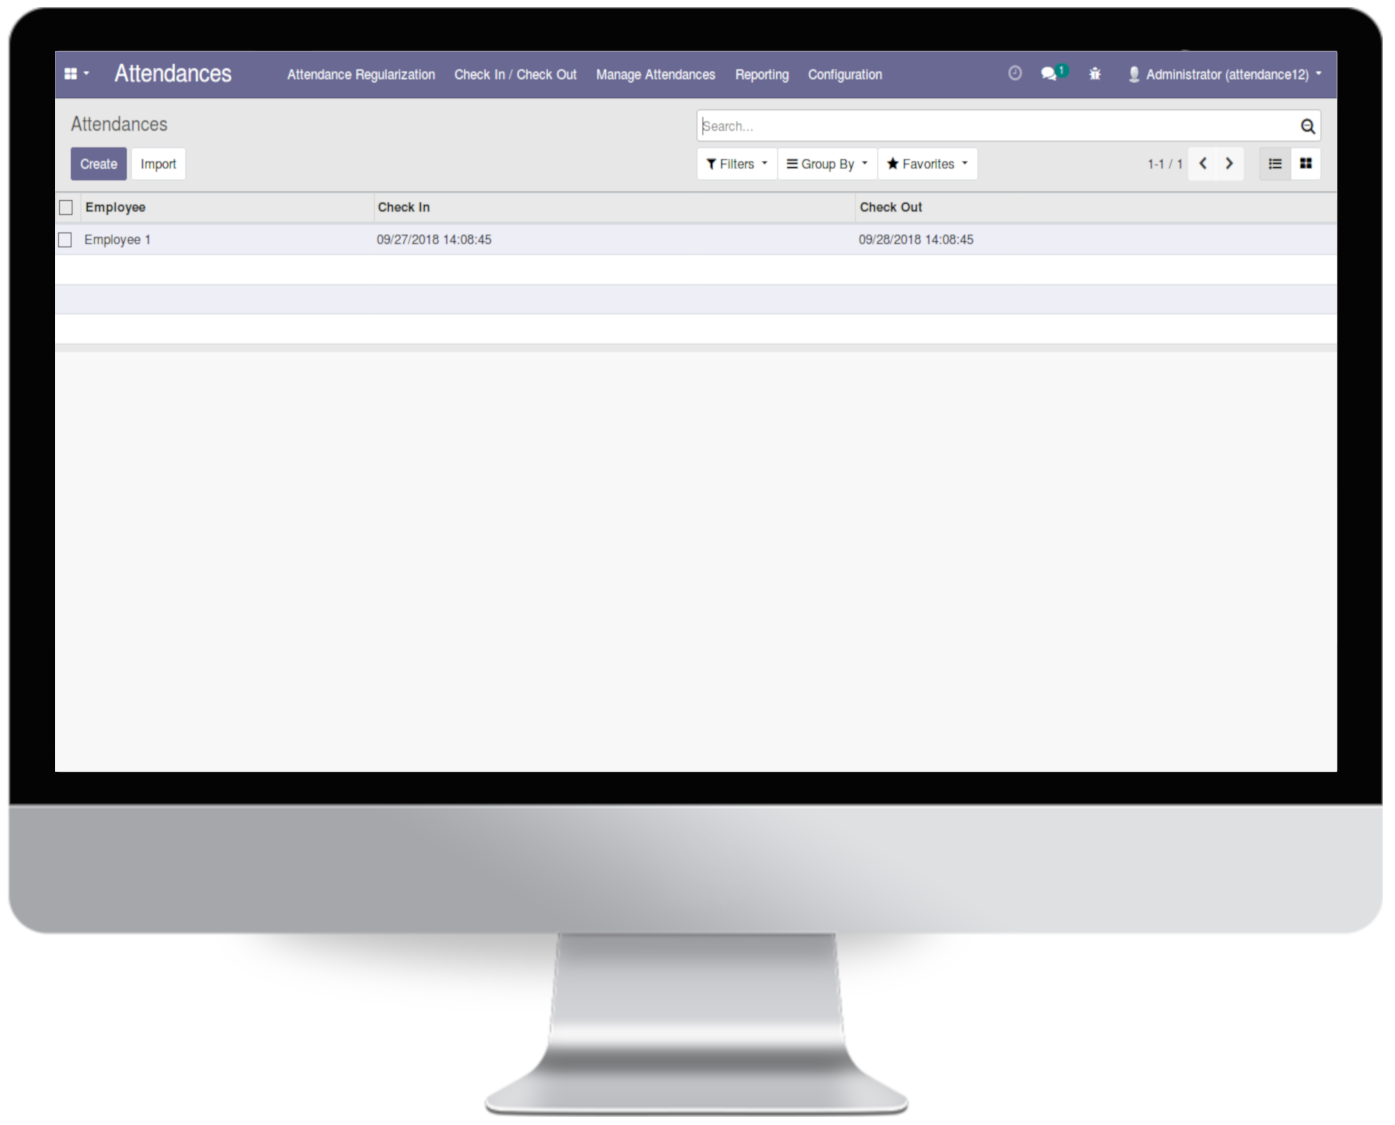 Attendances Attendance Regularization Check In / Check Out Manage Attendances Reporting Configuration 1 Administrator (attendance12)
Attendances Search...
Create Import Filters Group By Favorites 1-1 / 1
Employee Check In Check Out
Employee 1 09/27/2018 14:08:45 09/28/2018 14:08:45